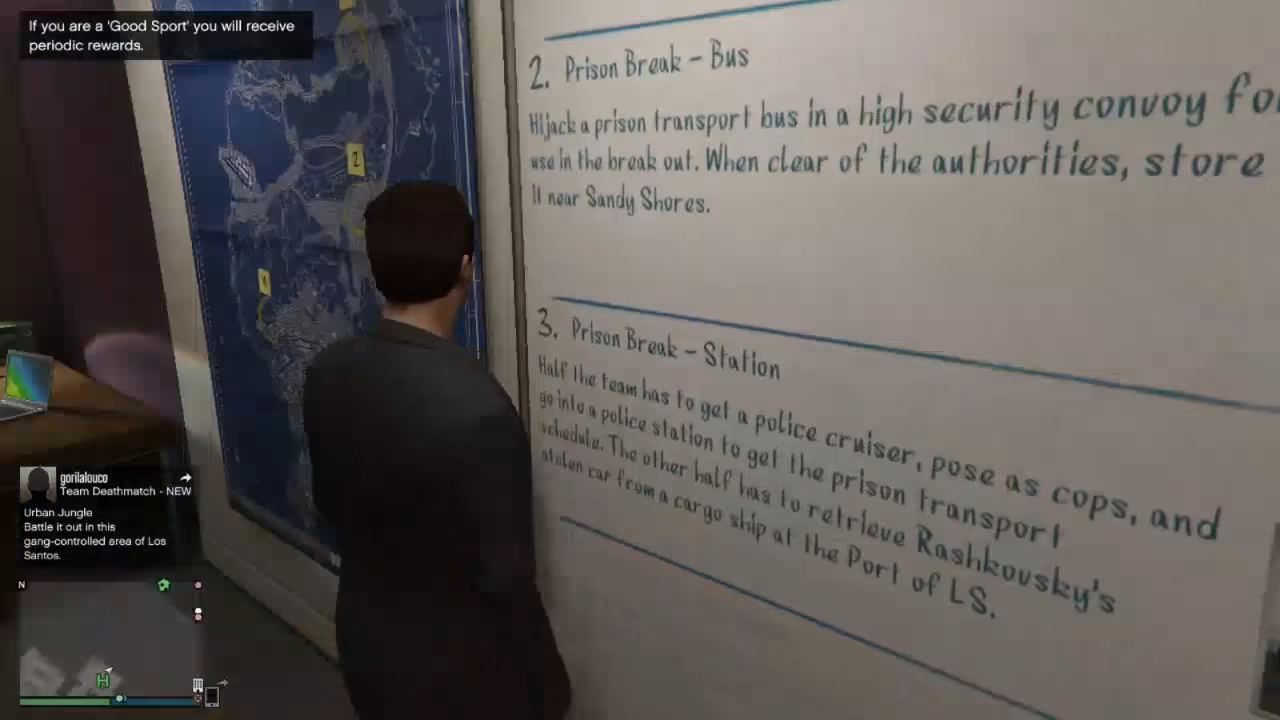 If you are a 'Good Sport' you will receive
periodic rewards.
2. Prison Break - Bus
Hijack a prison transport bus in a high security convoy fo
use in the break out. When clear of the authorities, store
it near Sandy Shores.
3. Prison Break - Station
Half the team has to get a police cruiser, pose as cops, and
go into a police station to get the prison transport
schedule. The other half has to retrieve Rashkovsky's
stolen car from a cargo ship at the Port of LS.
2
4
gorilalouco
Team Deathmatch - NEW
Urban Jungle
Battle it out in this
gang-controlled area of Los
Santos.
N
H